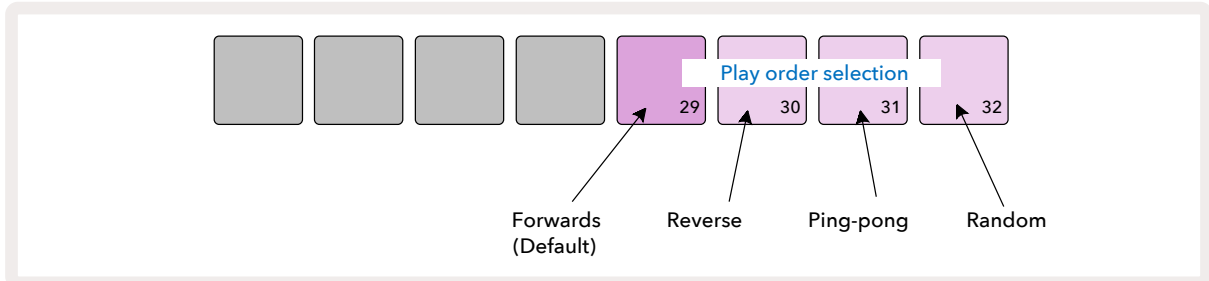 Play order selection
29 30 31 32
Forwards
(Default)
Reverse
Ping-pong
Random